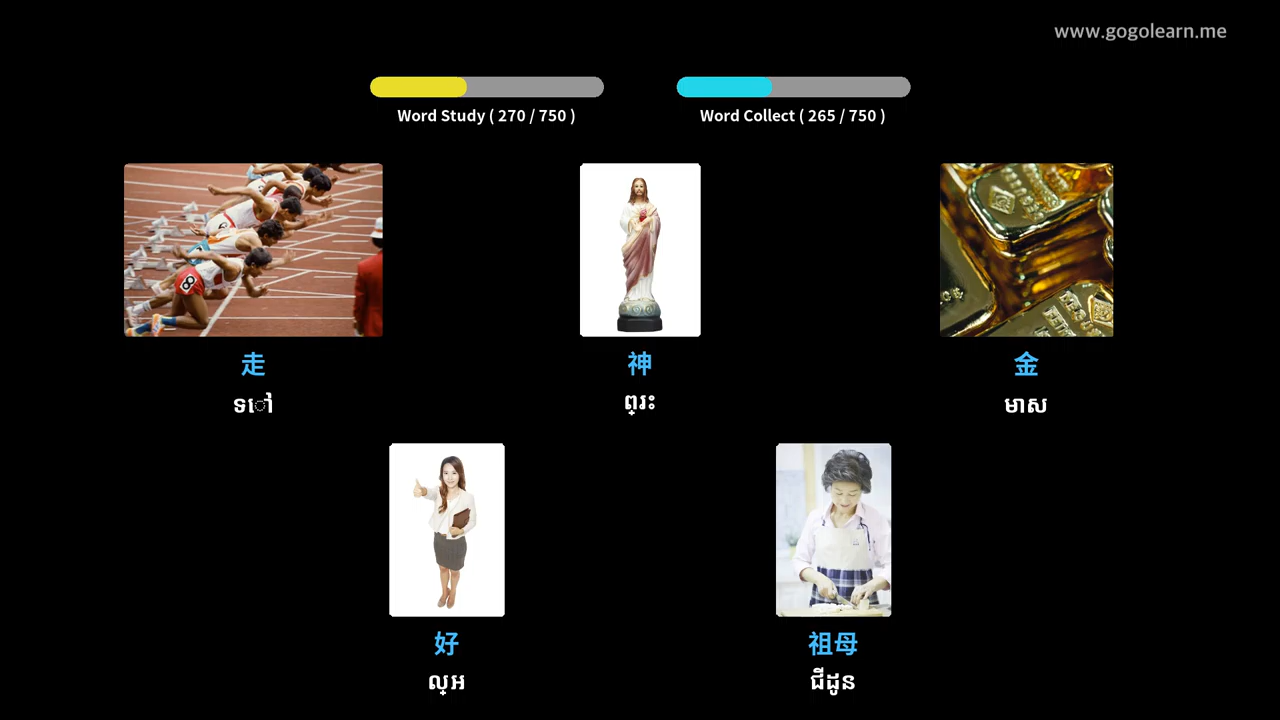 www.gogolearn.me
Word Study ( 270 / 750 )
Word Collect ( 265 / 750 )
走
ទៅ
神
ព្រះ
金
មាស
好
ល្អ
祖母
ជីដូន
8